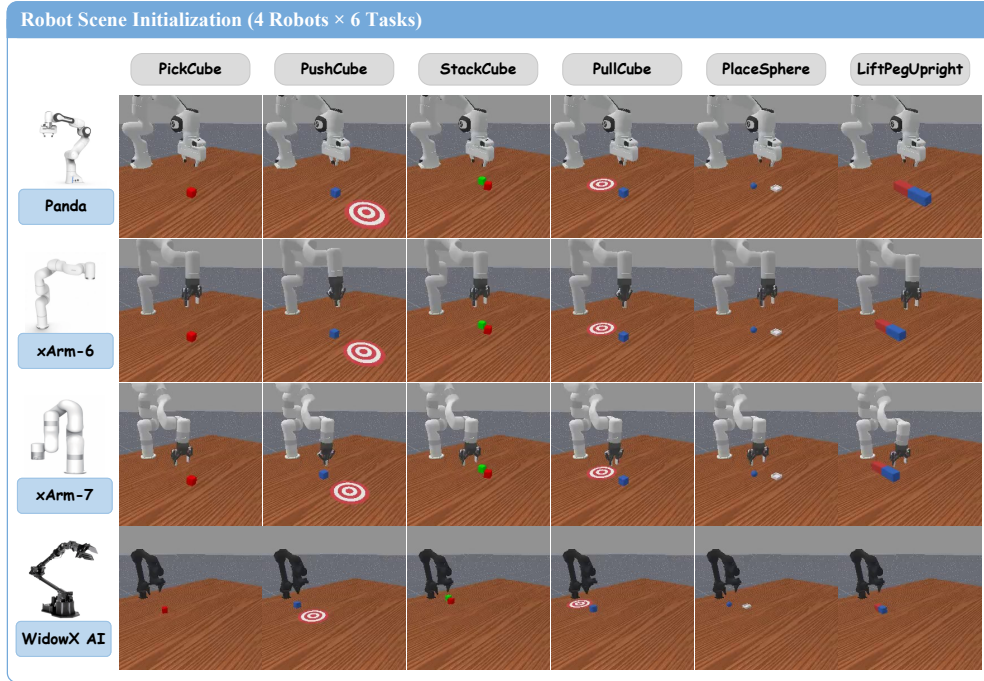 Robot Scene Initialization (4 Robots × 6 Tasks)
PickCube
PushCube
StackCube
PullCube
PlaceSphere
LiftPegUpright
Panda
xArm-6
xArm-7
WidowX AI